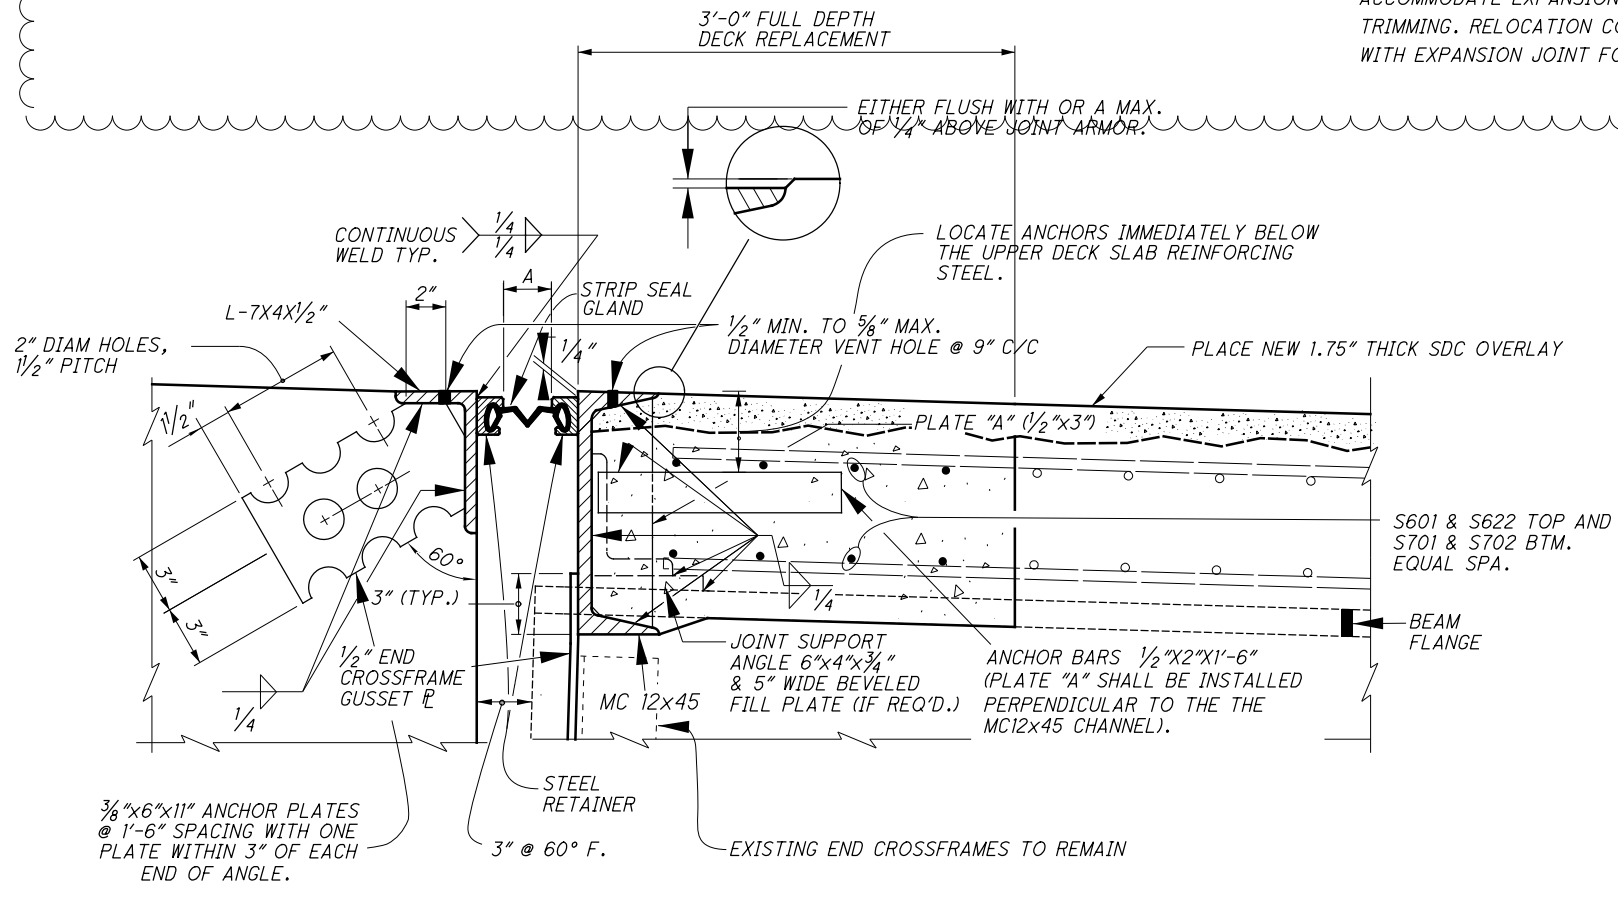 3'-0" FULL DEPTH
DECK REPLACEMENT
TRIMMING. RELOCATION
WITH EXPANSION JOINT
EITHER FLUSH WITH OR A MAX.
OF 1/4" ABOVE JOINT ARMOR.
CONTINUOUS
WELD TYP.
1/4
1/4
LOCATE ANCHORS IMMEDIATELY BELOW
THE UPPER DECK SLAB REINFORCING
STEEL.
A
2"
STRIP SEAL
GLAND
L-7X4X1/2"
1/2" MIN. TO 5/8" MAX.
DIAMETER VENT HOLE @ 9" C/C
2" DIAM HOLES,
1 1/2" PITCH
1/4"
PLACE NEW 1.75" THICK SDC OVERLAY
1 1/2"
PLATE "A" (1/2"x3")
S601 & S622 TOP AND
S701 & S702 BTM.
EQUAL SPA.
60°
3"
3"
3" (TYP.)
1/4
BEAM
FLANGE
1/2" END
CROSSFRAME
GUSSET PL
MC 12x45
JOINT SUPPORT
ANGLE 6"x4"x3/4"
& 5" WIDE BEVELED
FILL PLATE (IF REQ'D.)
ANCHOR BARS 1/2"X2"X1'-6"
(PLATE "A" SHALL BE INSTALLED
PERPENDICULAR TO THE THE
MC12x45 CHANNEL).
1/4
STEEL
RETAINER
3/8"x6"x11" ANCHOR PLATES
@ 1'-6" SPACING WITH ONE
PLATE WITHIN 3" OF EACH
END OF ANGLE.
3" @ 60° F.
EXISTING END CROSSFRAMES TO REMAIN